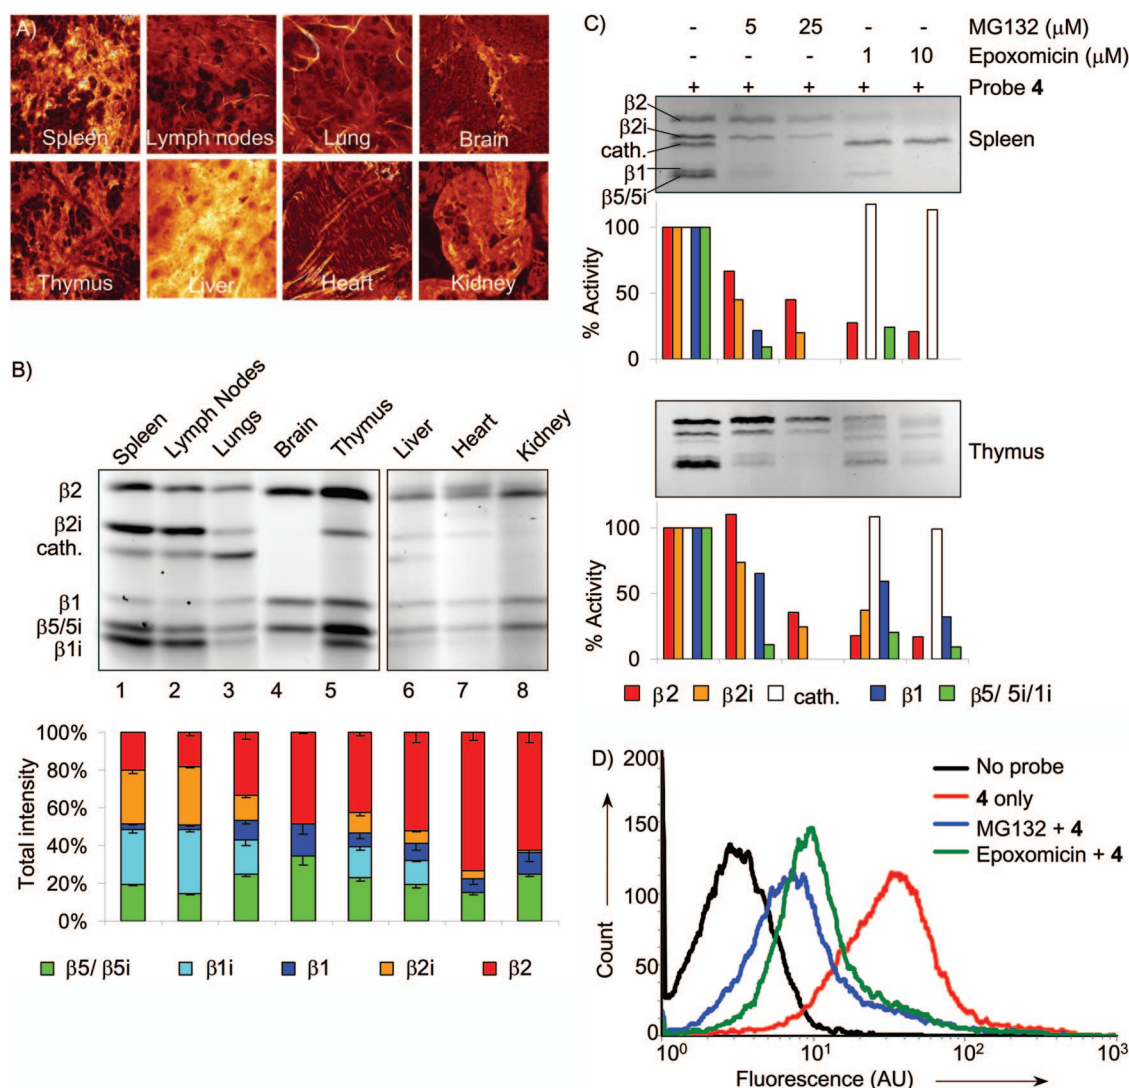 A)
Spleen
Lymph nodes
Lung
Brain
Thymus
Liver
Heart
Kidney
B)
Spleen
Lymph Nodes
Lungs
Brain
Thymus
Liver
Heart
Kidney
β2
β2i
cath.
β1
β5/5i
β1i
1 2 3 4 5 6 7 8
100%
80%
60%
40%
20%
0%
Total intensity
β5/ β5i β1i β1 β2i β2
C)
- 5 25 - - MG132 (μM)
- - - 1 10 Epoxomicin (μM)
+ + + + + Probe 4
β2
β2i
cath.
β1
β5/5i
Spleen
100
50
0
% Activity
Thymus
100
50
0
% Activity
β2 β2i cath. β1 β5/ 5i/1i
D)
200
150
100
50
0
Count
No probe
4 only
MG132 + 4
Epoxomicin + 4
10⁰ 10¹ 10² 10³
Fluorescence (AU)